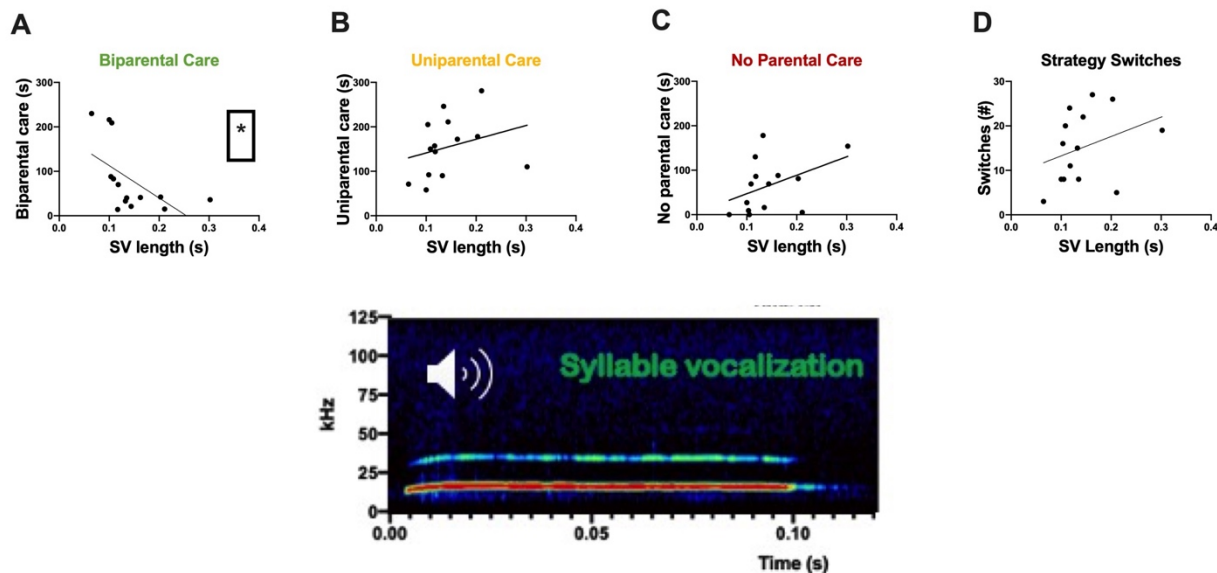 A
Biparental Care
Biparental care (s)
300
200
100
0
0.0 0.1 0.2 0.3 0.4
SV length (s)
*
B
Uniparental Care
Uniparental care (s)
300
200
100
0
0.0 0.1 0.2 0.3 0.4
SV length (s)
C
No Parental Care
No parental care (s)
300
200
100
0
0.0 0.1 0.2 0.3 0.4
SV length (s)
D
Strategy Switches
Switches (#)
30
20
10
0
0.0 0.1 0.2 0.3 0.4
SV Length (s)
Syllable vocalization
kHz
125
100
75
50
25
0
0.00 0.05 0.10
Time (s)